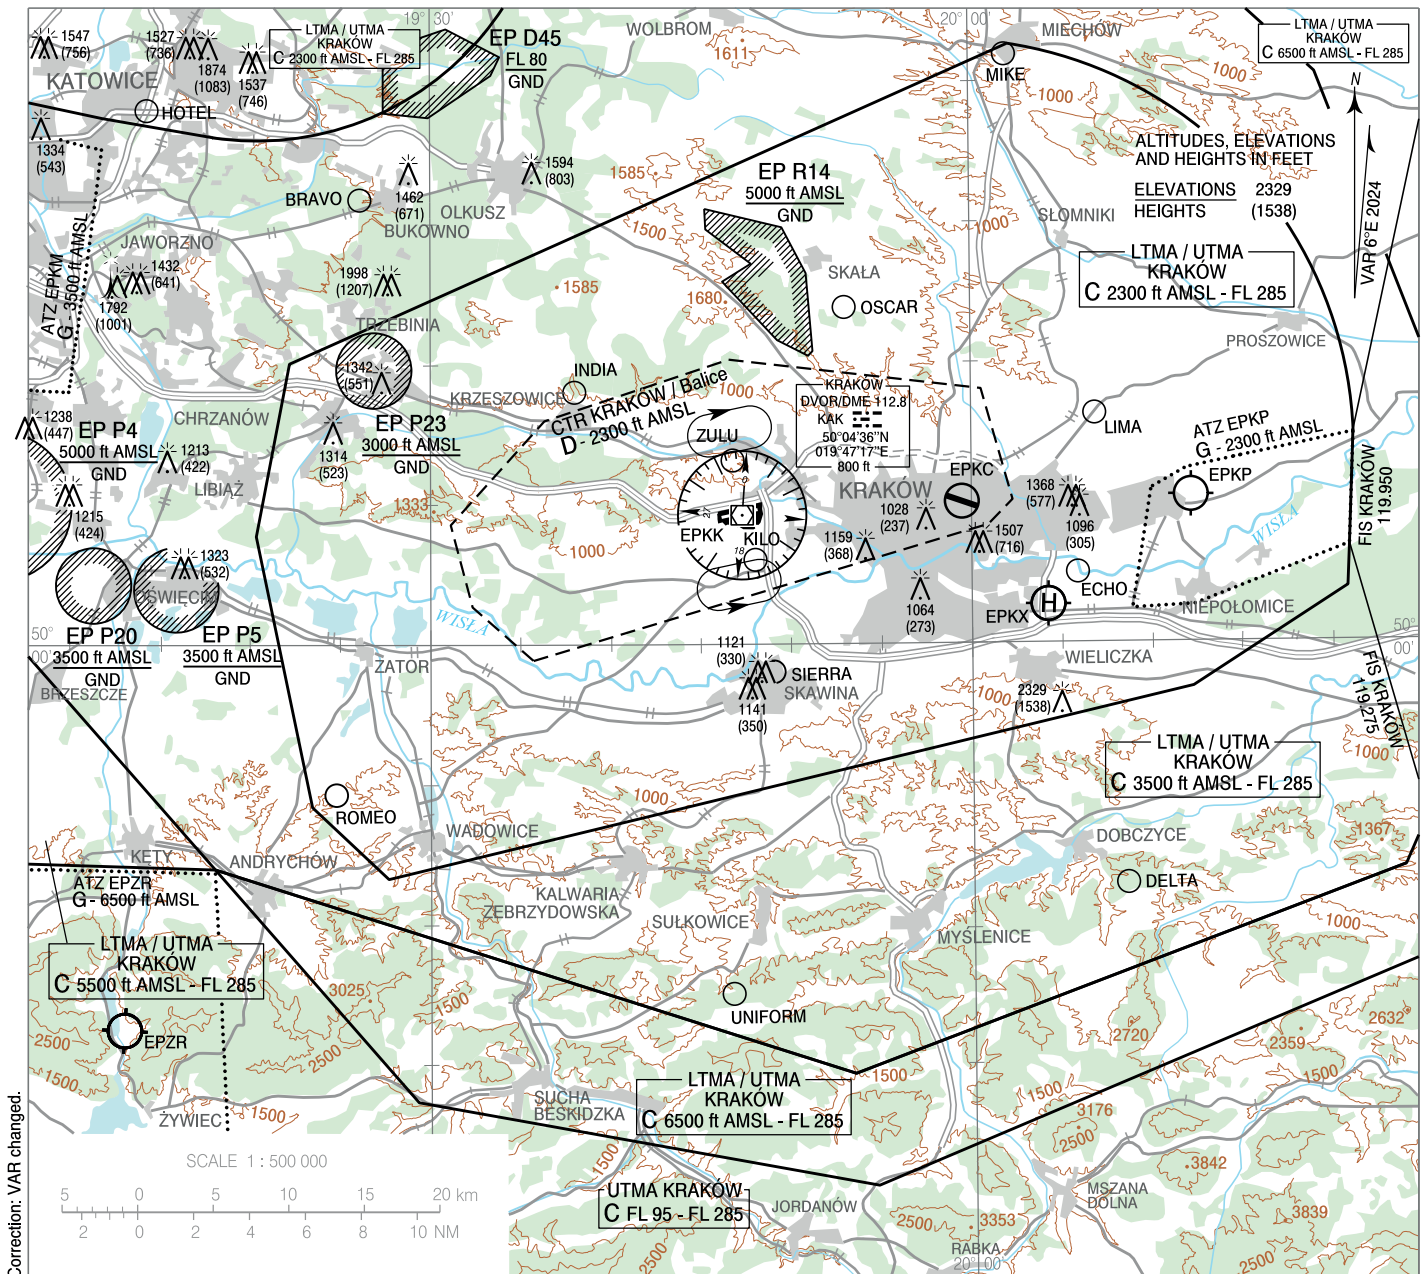 19° 30'
20° 00'
WOLBROM
MIECHÓW
1547
(756)
1527
(736)
1874
(1083)
1537
(746)
LTMA / UTMA
KRAKÓW
C 2300 ft AMSL - FL 285
EP D45
FL 80
GND
1611
MIKE
1000
LTMA / UTMA
KRAKÓW
C 6500 ft AMSL - FL 285
N
KATOWICE
HOTEL
1000
1334
(543)
ALTITUDES, ELEVATIONS
AND HEIGHTS IN FEET
ELEVATIONS 2329
HEIGHTS (1538)
VAR 6°E 2024
BRAVO
1462
(671)
1594
(803)
OLKUSZ
BUKOWNO
1585
1500
EP R14
5000 ft AMSL
GND
1000
SŁOMNIKI
JAWORZNO
ATZ EPKM
G - 3500 ft AMSL
1432
(641)
1792
(1001)
1998
(1207)
1585
1680
SKAŁA
OSCAR
LTMA / UTMA
KRAKÓW
C 2300 ft AMSL - FL 285
TRZEBINIA
PROSZOWICE
1342
(551)
INDIA
KRZESZOWICE
CTR KRAKÓW / Balice
D - 2300 ft AMSL
1000
KRAKÓW
DVOR/DME 112.8
KAK
50°04'36"N
019°47'17"E
800 ft
LIMA
ATZ EPKP
G - 2300 ft AMSL
EPKP
CHRZANÓW
1238
(447)
EP P4
5000 ft AMSL
GND
1213
(422)
1314
(523)
EP P23
3000 ft AMSL
GND
ZULU
LIBIĄŻ
1215
(424)
1333
1000
EPKK
KILO
18
KRAKÓW
EPKC
1028
(237)
1159
(368)
1368
(577)
1096
(305)
1507
(716)
FIS KRAKÓW
119.950
WISŁA
1323
(532)
OŚWIĘCIM
EP P20
3500 ft AMSL
GND
EP P5
3500 ft AMSL
GND
WISŁA
1064
(273)
EPKX
H
ECHO
NIEPOŁOMICE
50°
00'
50°
00'
BRZESZCZE
ZATOR
1121
(330)
SIERRA
SKAWINA
1141
(350)
WIELICZKA
2329
(1538)
1000
FIS KRAKÓW
119.275
1000
LTMA / UTMA
KRAKÓW
C 3500 ft AMSL - FL 285
ROMEO
1000
WADOWICE
DOBCZYCE
1367
KĘTY
ANDRYCHÓW
ATZ EPZR
G - 6500 ft AMSL
KALWARIA
ZEBRZYDOWSKA
SUŁKOWICE
DELTA
1000
MYŚLENICE
LTMA / UTMA
KRAKÓW
C 5500 ft AMSL - FL 285
3025
1500
UNIFORM
2632
2720
2359
EPZR
2500
1500
2500
1500
1500
1500
1500
ŻYWIEC
SUCHA
BESKIDZKA
LTMA / UTMA
KRAKÓW
C 6500 ft AMSL - FL 285
3176
2500
SCALE 1 : 500 000
5 0 5 10 15 20 km
2 0 2 4 6 8 10 NM
1500
UTMA KRAKÓW
C FL 95 - FL 285
3842
MSZANA
DOLNA
JORDANÓW
2500
3353
3839
2500
2500
RABKA
20° 00'
Correction: VAR changed.